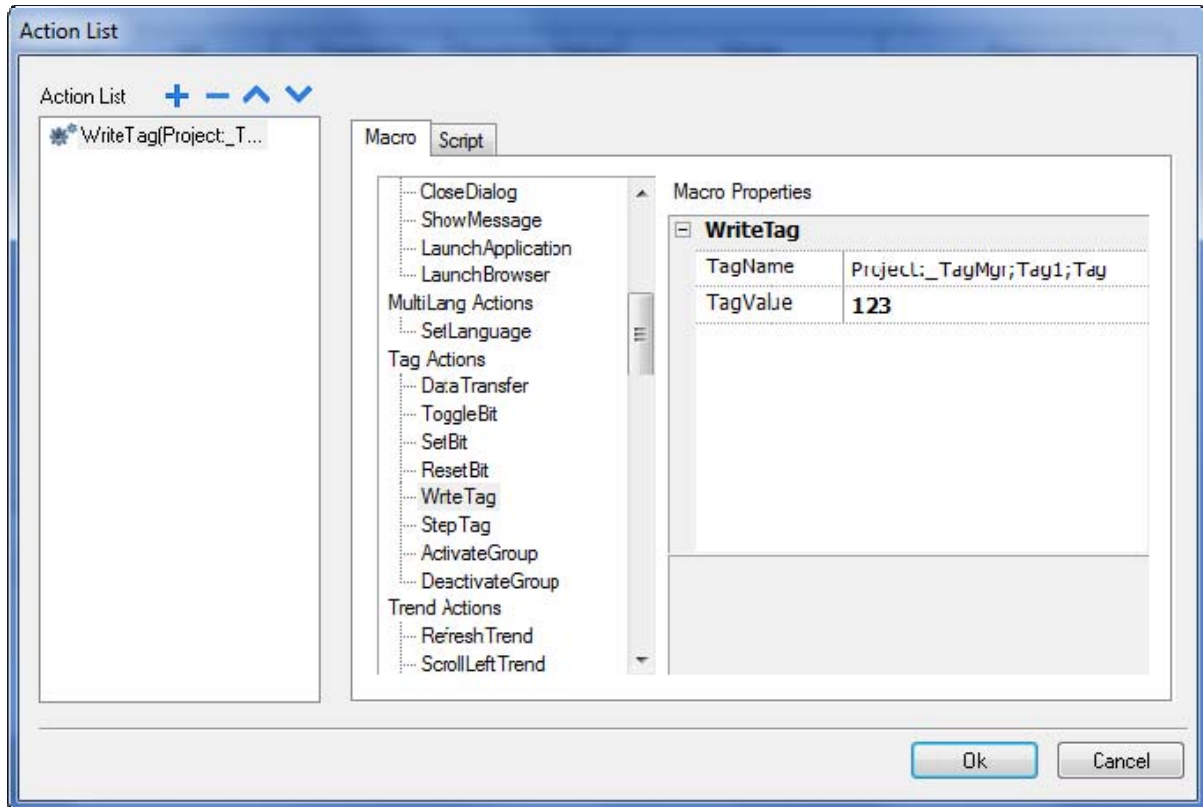 Action List
Action List
WriteTag(Project:_T...
Macro
Script
CloseDialog
ShowMessage
LaunchApplication
LaunchBrowser
MultiLang Actions
SetLanguage
Tag Actions
DataTransfer
ToggleBit
SetBit
ResetBit
WriteTag
StepTag
ActivateGroup
DeactivateGroup
Trend Actions
RefreshTrend
ScrollLeftTrend
Macro Properties
WriteTag
TagName Project:_TagMgr;Tag1;Tag
TagValue 123
Ok
Cancel